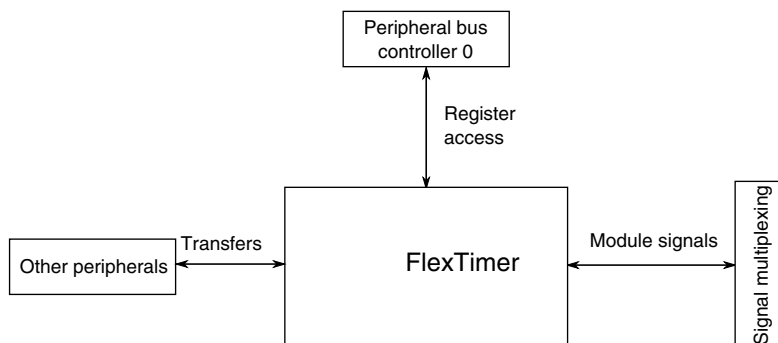 Peripheral bus
controller 0
Register
access
Transfers
Other peripherals
FlexTimer
Module signals
Signal multiplexing